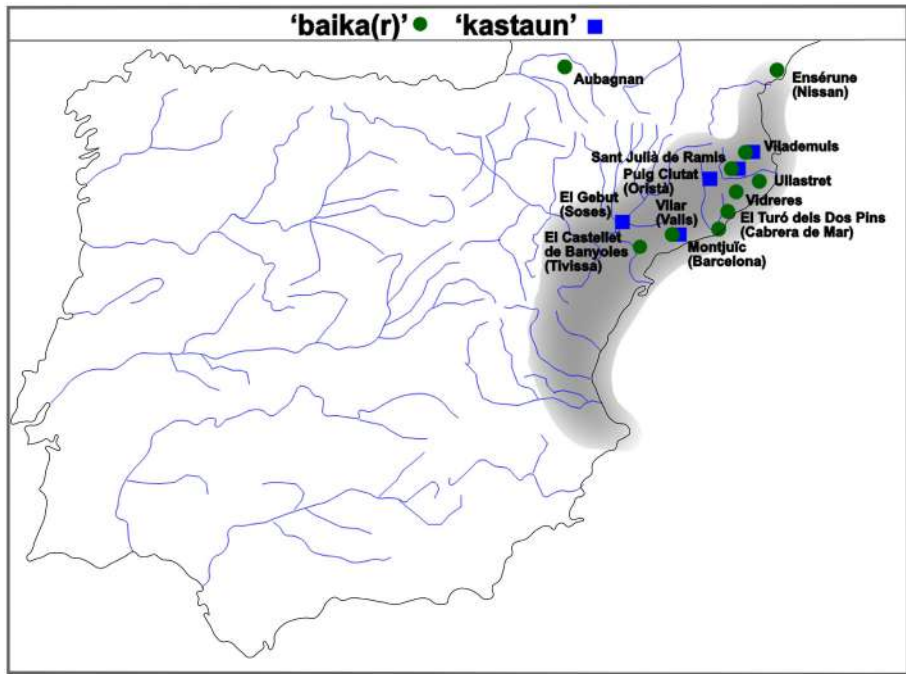 ‘baika(r)’ ‘kastaun’
Aubagnan
Ensérune
(Nissan)
Vilademuls
Sant Julià de Ramis
Puig Ciutat
(Oristà)
Ullastret
El Gebut
(Soses)
Vilar
(Valls)
Vidreres
El Turó dels Dos Pins
(Cabrera de Mar)
El Castellet
de Banyoles
(Tivissa)
Montjuïc
(Barcelona)